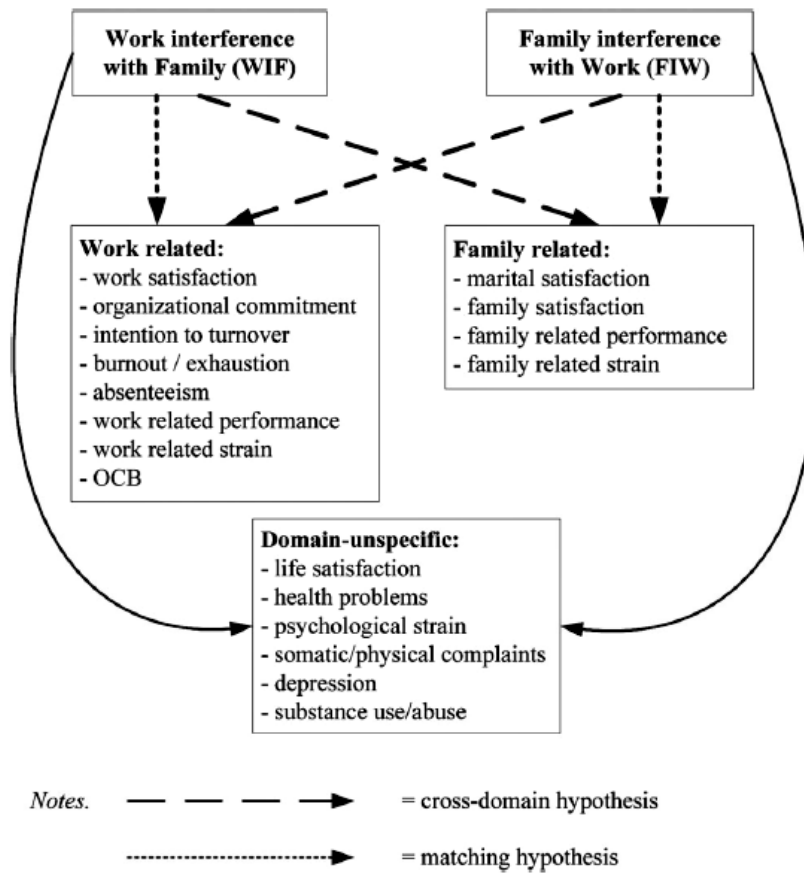 Work interference
with Family (WIF)
Family interference
with Work (FIW)
Work related:
- work satisfaction
- organizational commitment
- intention to turnover
- burnout / exhaustion
- absenteeism
- work related performance
- work related strain
- OCB
Family related:
- marital satisfaction
- family satisfaction
- family related performance
- family related strain
Domain-unspecific:
- life satisfaction
- health problems
- psychological strain
- somatic/physical complaints
- depression
- substance use/abuse
Notes.
= cross-domain hypothesis
= matching hypothesis